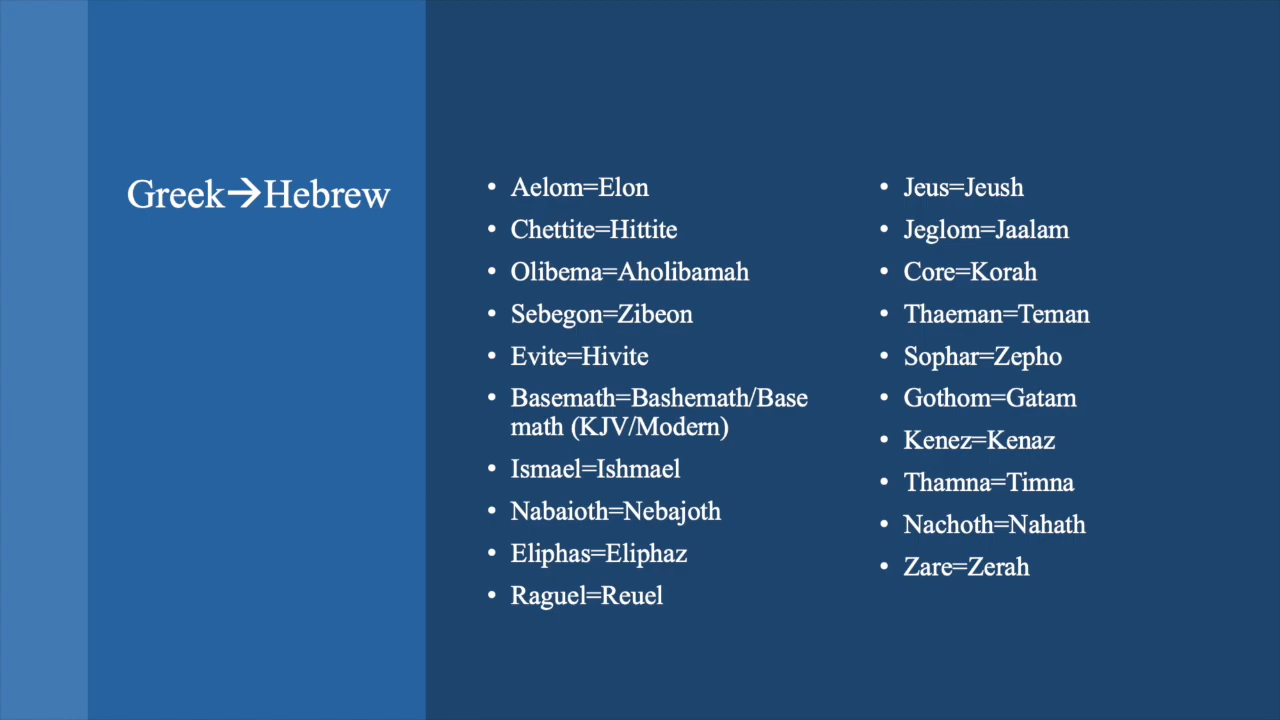 Greek→Hebrew
• Aelom=Elon
• Chettite=Hittite
• Olibema=Aholibamah
• Sebegon=Zibeon
• Evite=Hivite
• Basemath=Bashemath/Base
math (KJV/Modern)
• Ismael=Ishmael
• Nabaioth=Nebajoth
• Eliphas=Eliphaz
• Raguel=Reuel
• Jeus=Jeush
• Jeglom=Jaalam
• Core=Korah
• Thaeman=Teman
• Sophar=Zepho
• Gothom=Gatam
• Kenez=Kenaz
• Thamna=Timna
• Nachoth=Nahath
• Zare=Zerah